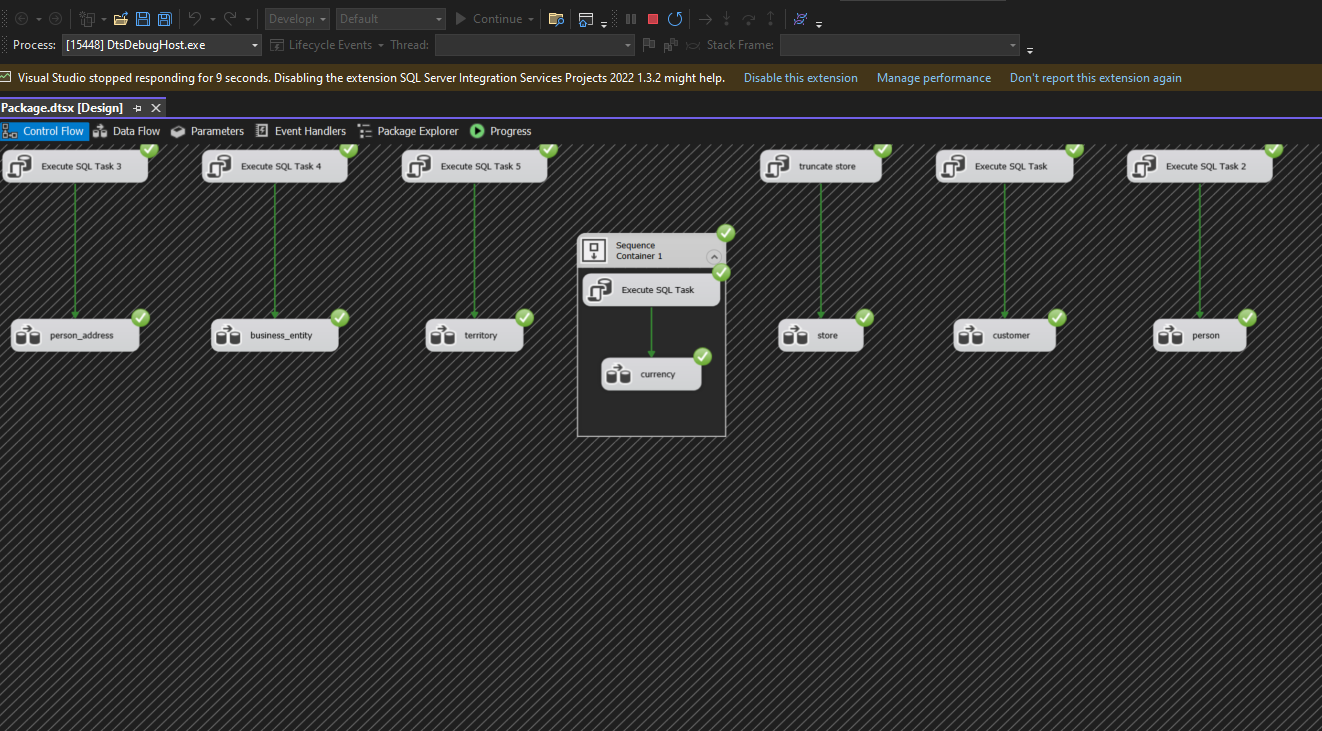 Develop
Default
Continue
Process:
[15448] DtsDebugHost.exe
Lifecycle Events
Thread:
Stack Frame:
Visual Studio stopped responding for 9 seconds. Disabling the extension SQL Server Integration Services Projects 2022 1.3.2 might help.
Disable this extension
Manage performance
Don't report this extension again
Package.dtsx [Design]
Control Flow
Data Flow
Parameters
Event Handlers
Package Explorer
Progress
Execute SQL Task 3
Execute SQL Task 4
Execute SQL Task 5
truncate store
Execute SQL Task
Execute SQL Task 2
Sequence
Container 1
Execute SQL Task
person_address
business_entity
territory
store
customer
person
currency